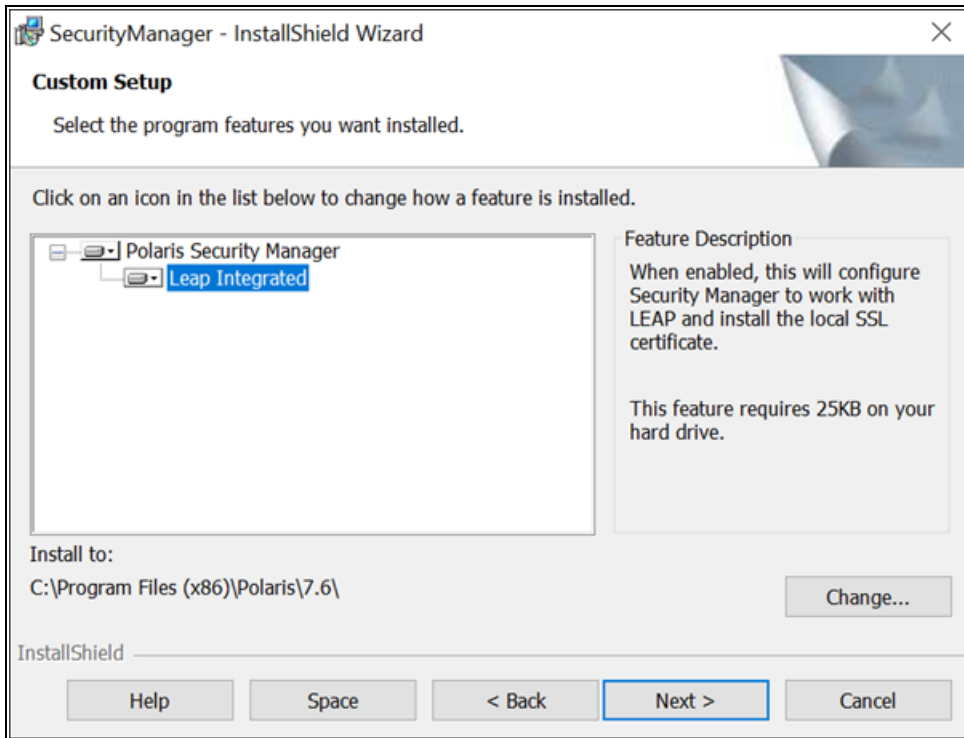 SecurityManager - InstallShield Wizard
Custom Setup
Select the program features you want installed.
Click on an icon in the list below to change how a feature is installed.
Polaris Security Manager
Leap Integrated
Feature Description
When enabled, this will configure
Security Manager to work with
LEAP and install the local SSL
certificate.
This feature requires 25KB on your
hard drive.
Install to:
C:\Program Files (x86)\Polaris\7.6\
Change...
InstallShield
Help
Space
< Back
Next >
Cancel